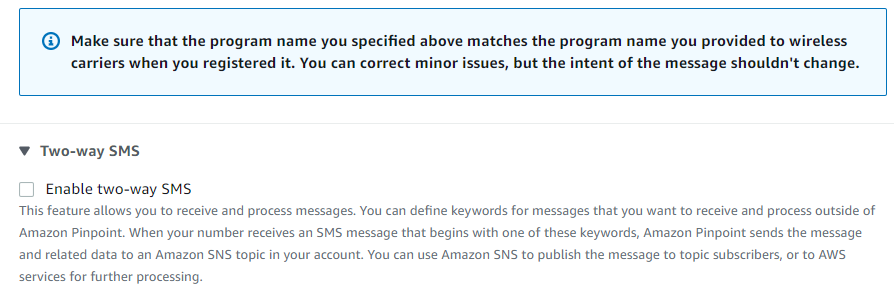 Make sure that the program name you specified above matches the program name you provided to wireless
carriers when you registered it. You can correct minor issues, but the intent of the message shouldn't change.
Two-way SMS
Enable two-way SMS
This feature allows you to receive and process messages. You can define keywords for messages that you want to receive and process outside of
Amazon Pinpoint. When your number receives an SMS message that begins with one of these keywords, Amazon Pinpoint sends the message
and related data to an Amazon SNS topic in your account. You can use Amazon SNS to publish the message to topic subscribers, or to AWS
services for further processing.